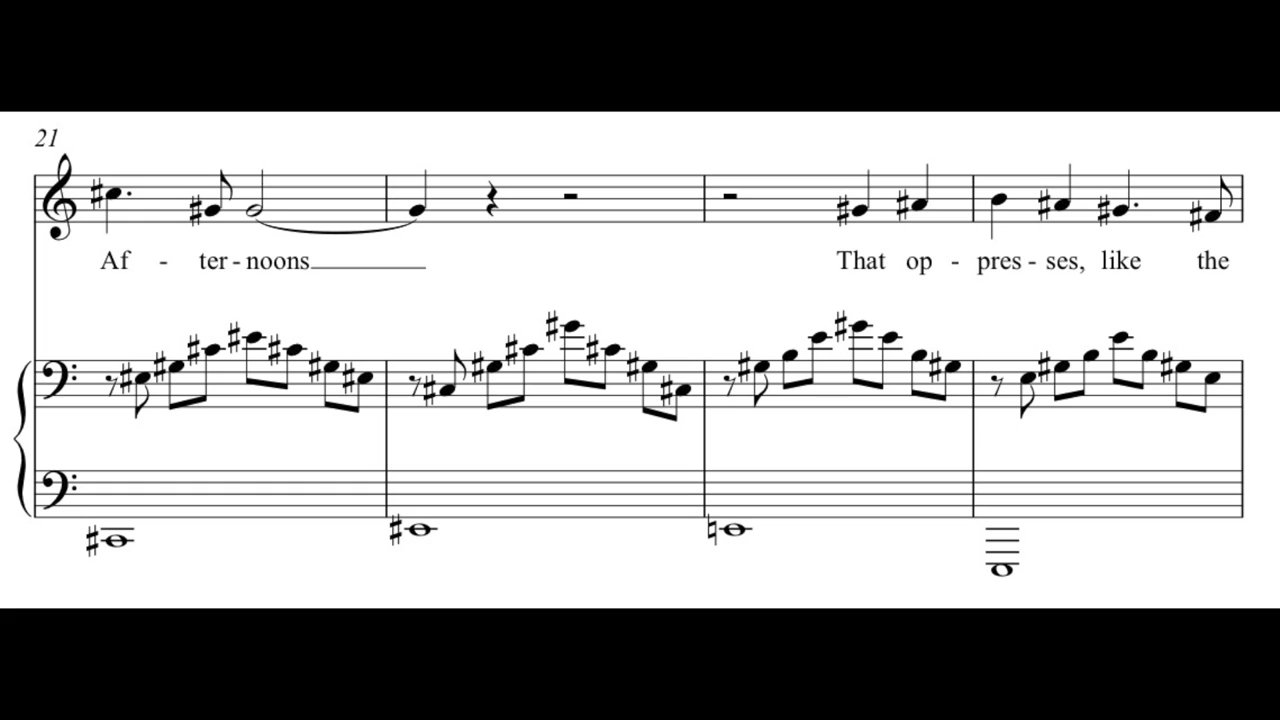 21
Af - ter - noons
That op - pres - ses, like the